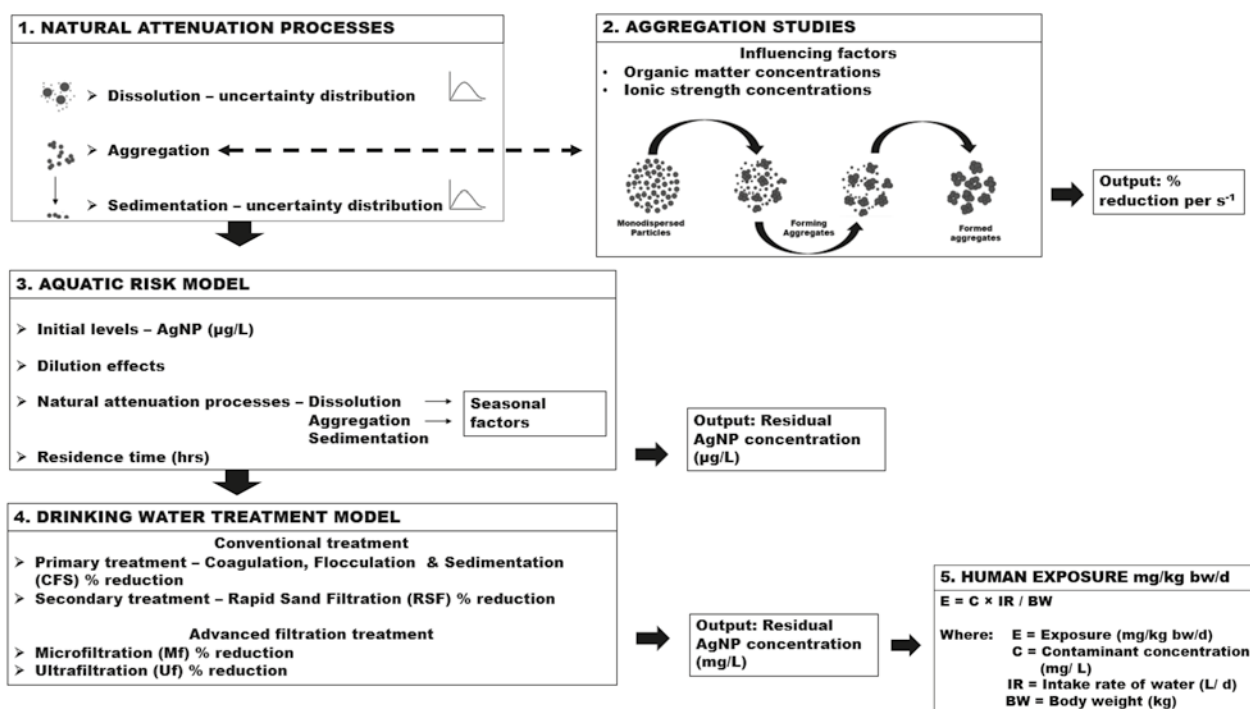 1. NATURAL ATTENUATION PROCESSES
➢ Dissolution – uncertainty distribution
➢ Aggregation
➢ Sedimentation – uncertainty distribution
2. AGGREGATION STUDIES
Influencing factors
• Organic matter concentrations
• Ionic strength concentrations
Monodispersed
Particles
Forming
Aggregates
Formed
aggregates
Output: %
reduction per s⁻¹
3. AQUATIC RISK MODEL
➢ Initial levels – AgNP (µg/L)
➢ Dilution effects
➢ Natural attenuation processes – Dissolution
Aggregation
Sedimentation
Seasonal
factors
➢ Residence time (hrs)
Output: Residual
AgNP concentration
(µg/L)
4. DRINKING WATER TREATMENT MODEL
Conventional treatment
➢ Primary treatment – Coagulation, Flocculation & Sedimentation
(CFS) % reduction
➢ Secondary treatment – Rapid Sand Filtration (RSF) % reduction
Advanced filtration treatment
➢ Microfiltration (Mf) % reduction
➢ Ultrafiltration (Uf) % reduction
Output: Residual
AgNP concentration
(mg/L)
5. HUMAN EXPOSURE mg/kg bw/d
E = C × IR / BW
Where: E = Exposure (mg/kg bw/d)
C = Contaminant concentration
(mg/ L)
IR = Intake rate of water (L/ d)
BW = Body weight (kg)